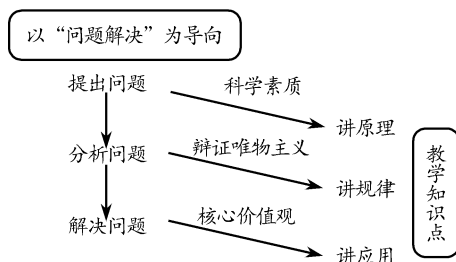 以“问题解决”为导向
提出问题
科学素质
讲原理
分析问题
辩证唯物主义
讲规律
解决问题
核心价值观
讲应用
教学知识点